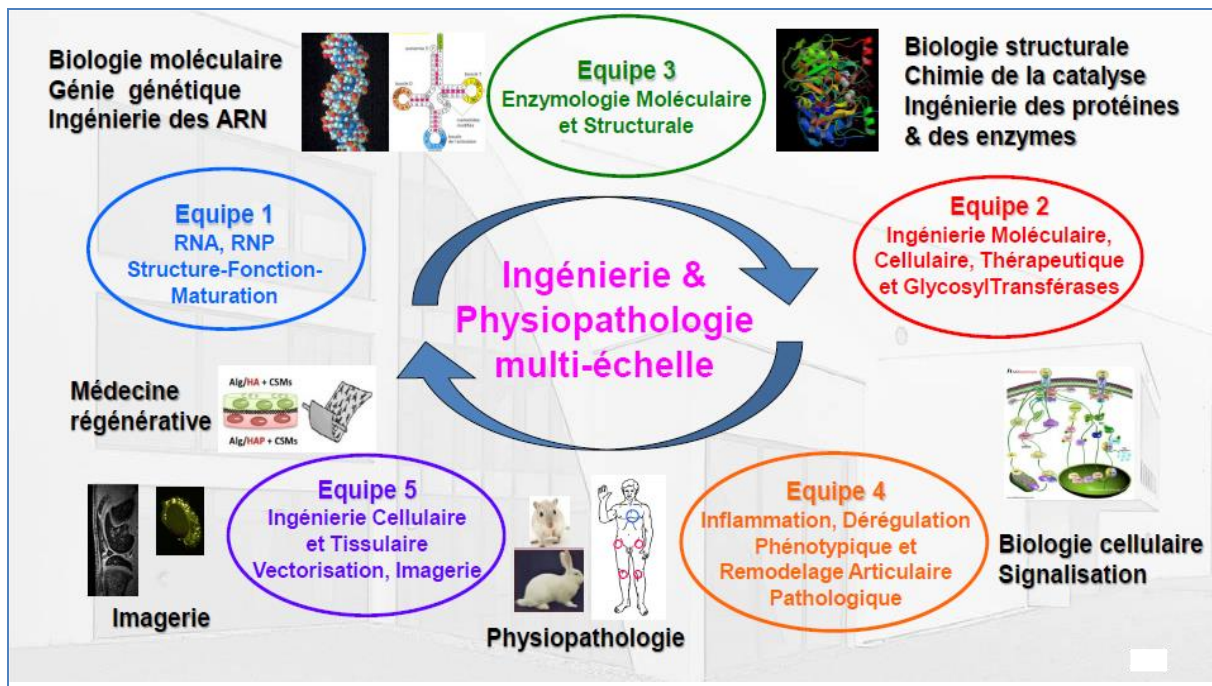 Biologie moléculaire
Génie génétique
Ingénierie des ARN
Equipe 3
Enzymologie Moléculaire
et Structurale
Biologie structurale
Chimie de la catalyse
Ingénierie des protéines
& des enzymes
Equipe 1
RNA, RNP
Structure-Fonction-
Maturation
Ingénierie &
Physiopathologie
multi-échelle
Equipe 2
Ingénierie Moléculaire,
Cellulaire, Thérapeutique
et GlycosylTransférases
Médecine
régénérative
Alg/HA + CSMs
Alg/HAP + CSMs
Equipe 5
Ingénierie Cellulaire
et Tissulaire
Vectorisation, Imagerie
Imagerie
Physiopathologie
Equipe 4
Inflammation, Dérégulation
Phénotypique et
Remodelage Articulaire
Pathologique
Biologie cellulaire
Signalisation